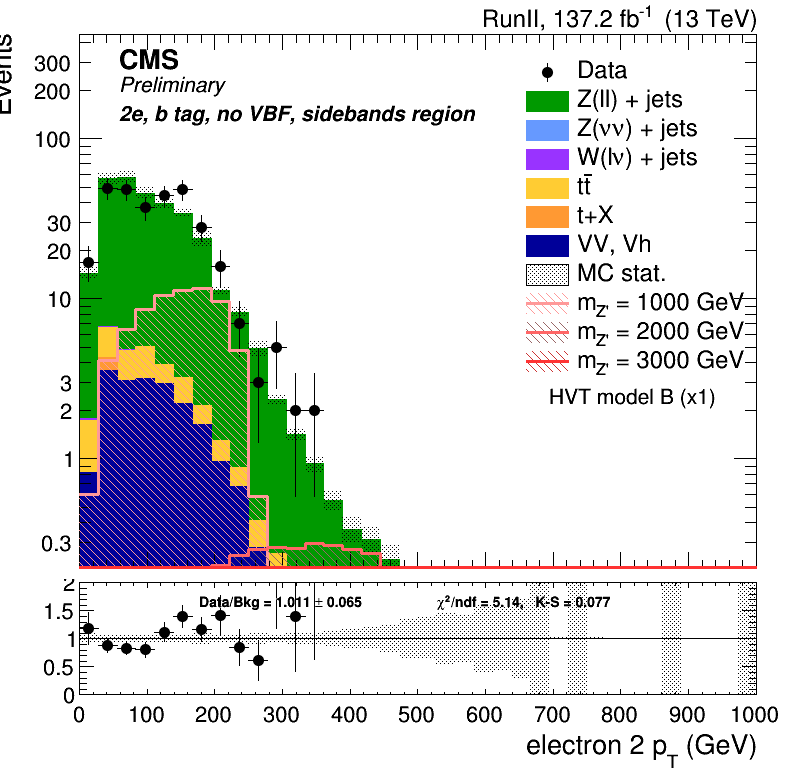 RunII, 137.2 fb⁻¹ (13 TeV)
Events
CMS
Preliminary
2e, b tag, no VBF, sidebands region
Data
Z(ll) + jets
Z(νν) + jets
W(lν) + jets
tt̄
t+X
VV, Vh
MC stat.
m_Z' = 1000 GeV
m_Z' = 2000 GeV
m_Z' = 3000 GeV
HVT model B (x1)
300
200
100
30
20
10
3
2
1
0.3
Data/Bkg = 1.011 ± 0.065
χ²/ndf = 5.14, K-S = 0.077
2
1.5
1
0.5
0
0 100 200 300 400 500 600 700 800 900 1000
electron 2 p_T (GeV)